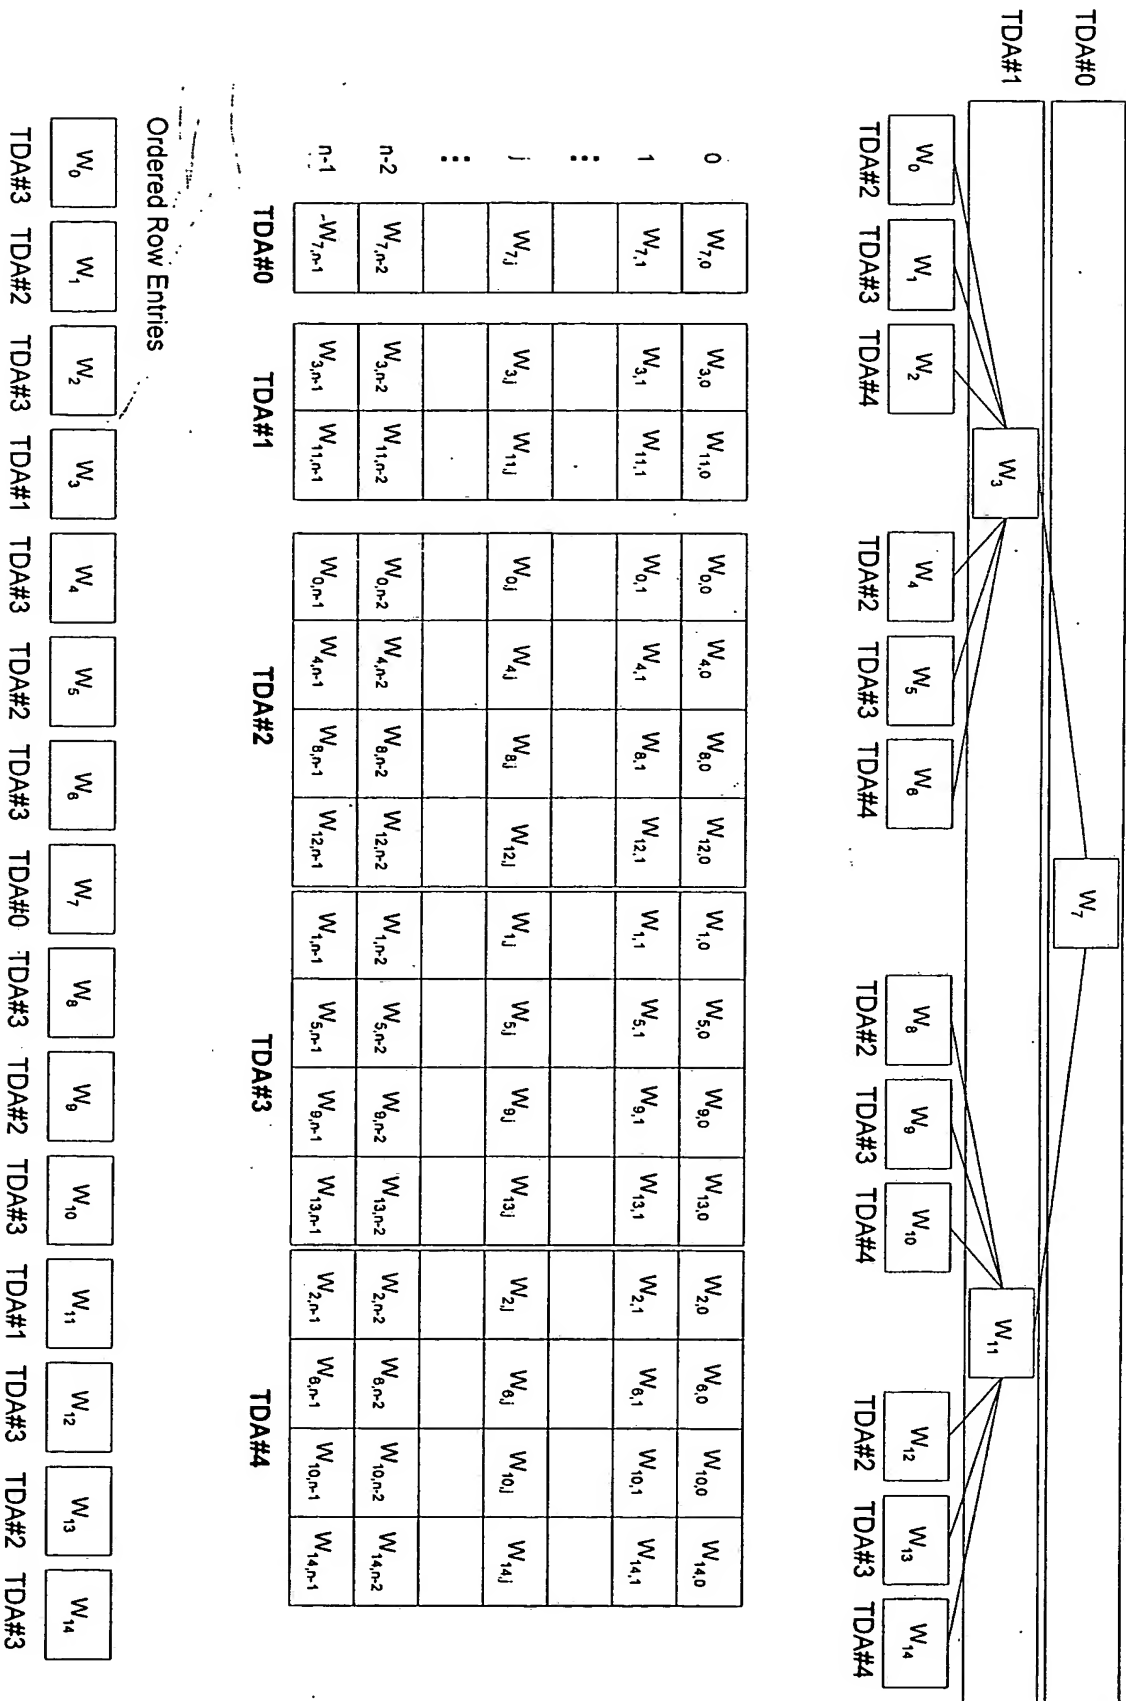 TDA#0
W7
TDA#1
W3
W11
W0 W1 W2 W4 W5 W6 W8 W9 W10 W12 W13 W14
TDA#2 TDA#3 TDA#4 TDA#2 TDA#3 TDA#4 TDA#2 TDA#3 TDA#4 TDA#2 TDA#3 TDA#4
0 W7,0 W3,0 W11,0 W0,0 W4,0 W8,0 W12,0 W1,0 W5,0 W9,0 W13,0 W2,0 W6,0 W10,0 W14,0
1 W7,1 W3,1 W11,1 W0,1 W4,1 W8,1 W12,1 W1,1 W5,1 W9,1 W13,1 W2,1 W6,1 W10,1 W14,1
...
j W7,j W3,j W11,j W0,j W4,j W8,j W12,j W1,j W5,j W9,j W13,j W2,j W6,j W10,j W14,j
...
n-2 W7,n-2 W3,n-2 W11,n-2 W0,n-2 W4,n-2 W8,n-2 W12,n-2 W1,n-2 W5,n-2 W9,n-2 W13,n-2 W2,n-2 W6,n-2 W10,n-2 W14,n-2
n-1 W7,n-1 W3,n-1 W11,n-1 W0,n-1 W4,n-1 W8,n-1 W12,n-1 W1,n-1 W5,n-1 W9,n-1 W13,n-1 W2,n-1 W6,n-1 W10,n-1 W14,n-1
TDA#0 TDA#1 TDA#2 TDA#3 TDA#4
Ordered Row Entries
W0 W1 W2 W3 W4 W5 W6 W7 W8 W9 W10 W11 W12 W13 W14
TDA#3 TDA#2 TDA#3 TDA#1 TDA#3 TDA#2 TDA#3 TDA#0 TDA#3 TDA#2 TDA#3 TDA#1 TDA#3 TDA#2 TDA#3